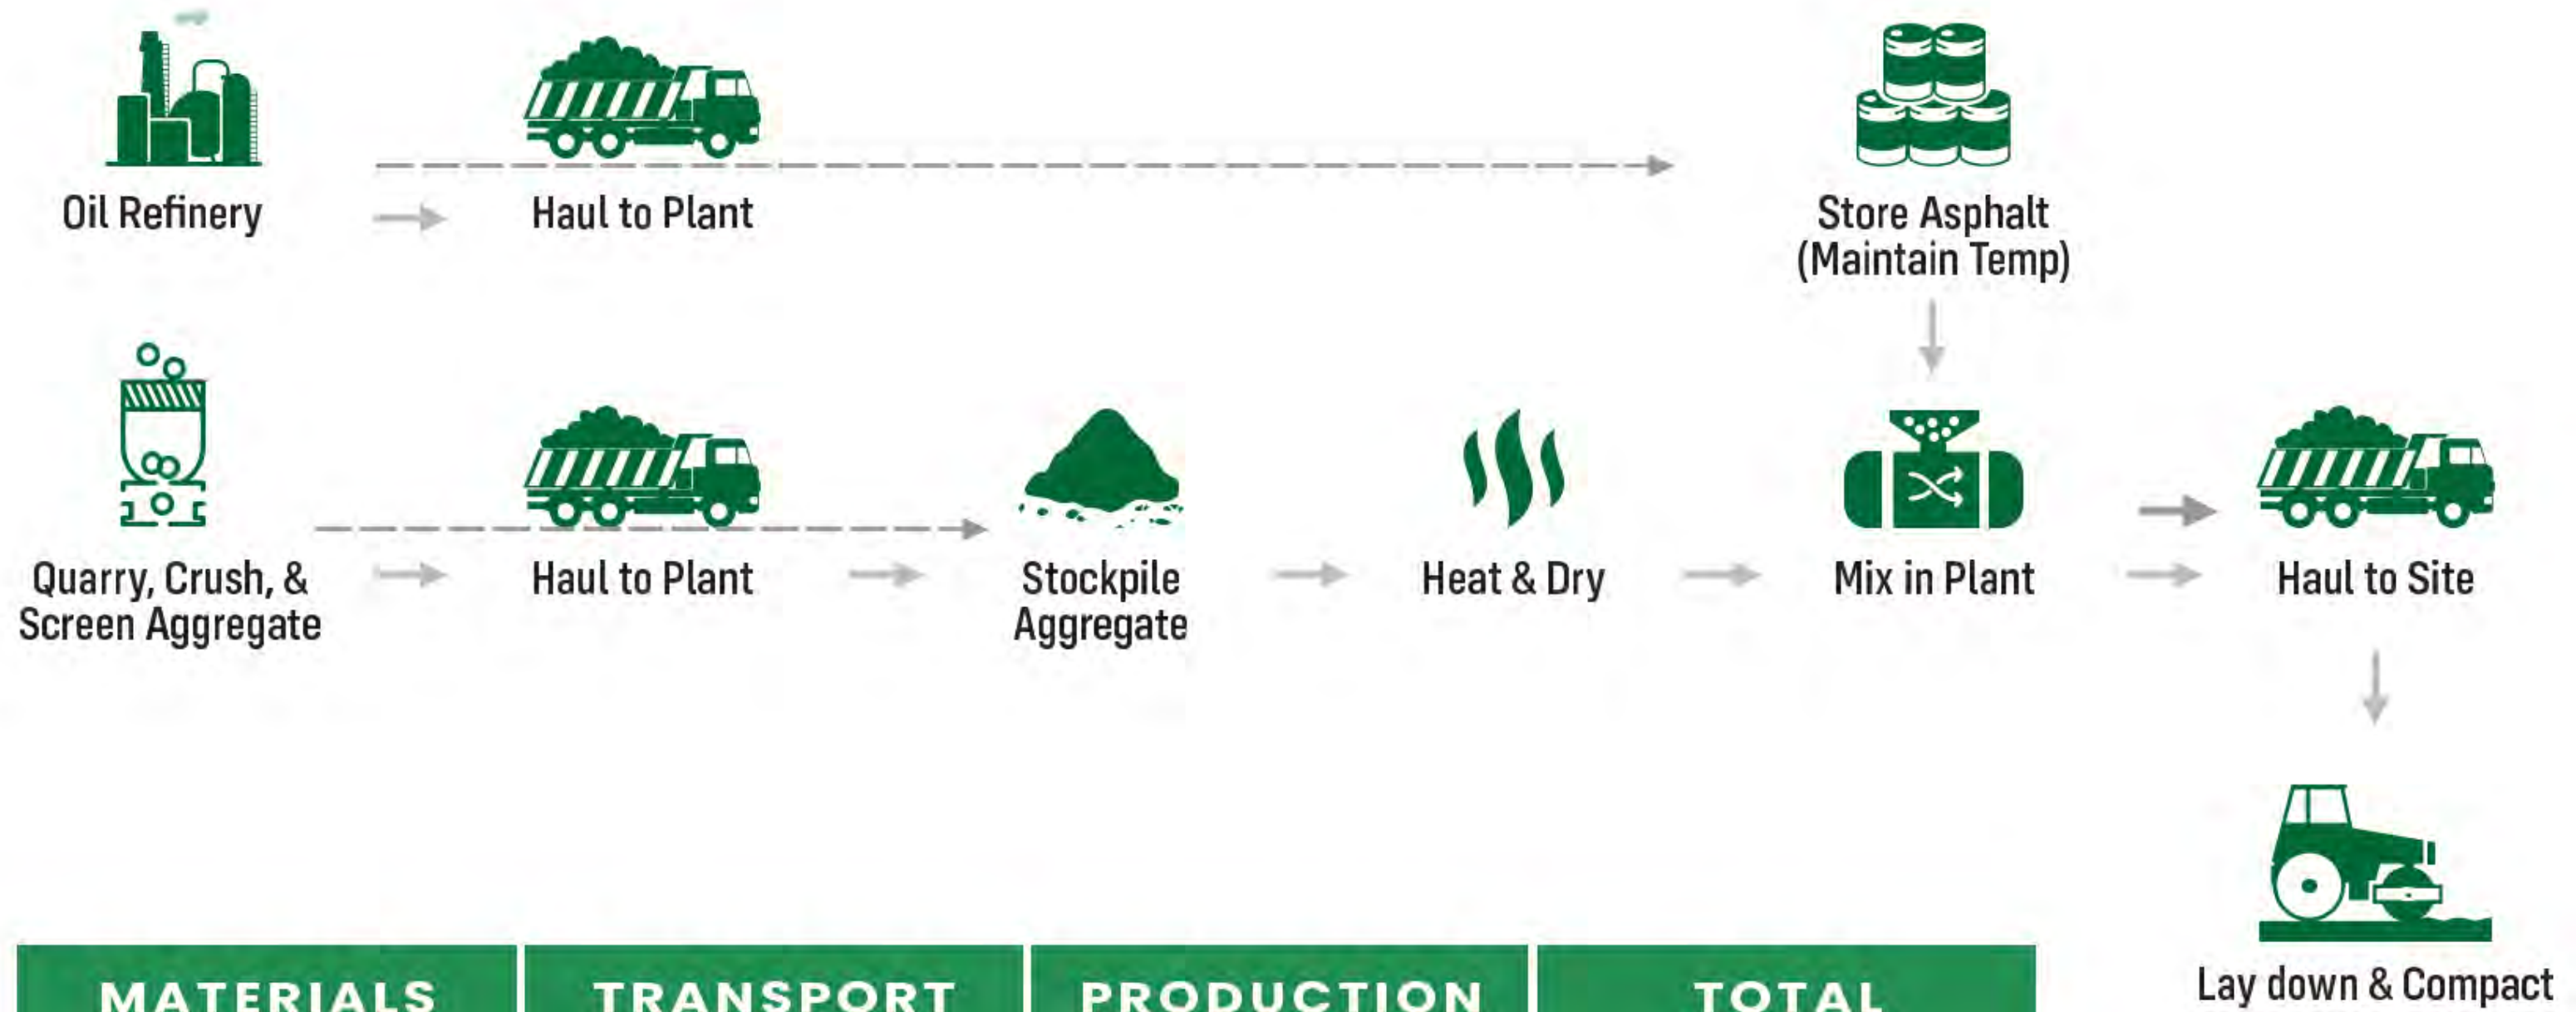 Oil Refinery
Haul to Plant
Store Asphalt
(Maintain Temp)
Quarry, Crush, &
Screen Aggregate
Haul to Plant
Stockpile
Aggregate
Heat & Dry
Mix in Plant
Haul to Site
Lay down & Compact
MATERIALS
TRANSPORT
PRODUCTION
TOTAL